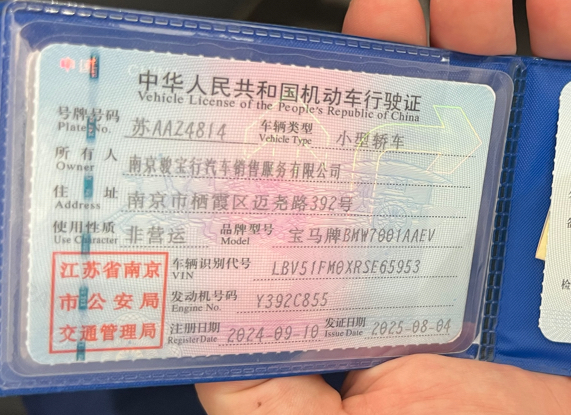 中国 CHINA
中华人民共和国机动车行驶证
Vehicle License of the People's Republic of China
号牌号码 苏AAZ4814 车辆类型 小型轿车
Plate No. Vehicle Type
所有人 南京骏宝行汽车销售服务有限公司
Owner
住址 南京市栖霞区迈尧路392号
Address
使用性质 非营运 品牌型号 宝马牌BMW7001AAEV
Use Character Model
江苏省南京 车辆识别代号 LBV51FM0XRSE65953
VIN
市公安局 发动机号码 Y392C855
Engine No.
交通管理局 注册日期 2024-09-10 发证日期 2025-08-04
Register Date Issue Date